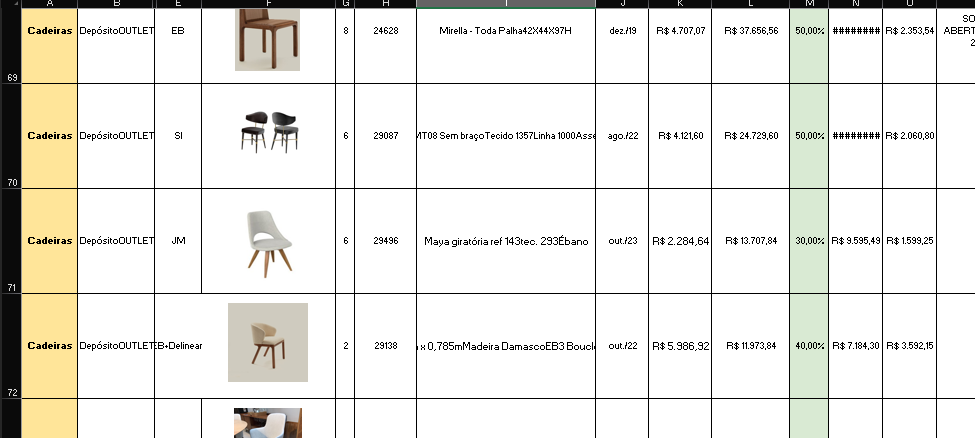 A B E F G H I J K L M N O
Cadeiras DepósitoOUTLET EB 8 24628 Mirella - Toda Palha42X44X97H dez./19 R$ 4.707,07 R$ 37.656,56 50,00% ######## R$ 2.353,54 SO
ABERT
2
69
Cadeiras DepósitoOUTLET SI 6 29087 MT08 Sem braçoTecido 1357Linha 1000Asse ago./22 R$ 4.121,60 R$ 24.729,60 50,00% ######## R$ 2.060,80
70
Cadeiras DepósitoOUTLET JM 6 29496 Maya giratória ref 143tec. 293Ébano out./23 R$ 2.284,64 R$ 13.707,84 30,00% R$ 9.595,49 R$ 1.599,25
71
Cadeiras DepósitoOUTLET EB+Delinear 2 29138 x 0,785mMadeira DamascoEB3 Boucle out./22 R$ 5.986,92 R$ 11.973,84 40,00% R$ 7.184,30 R$ 3.592,15
72